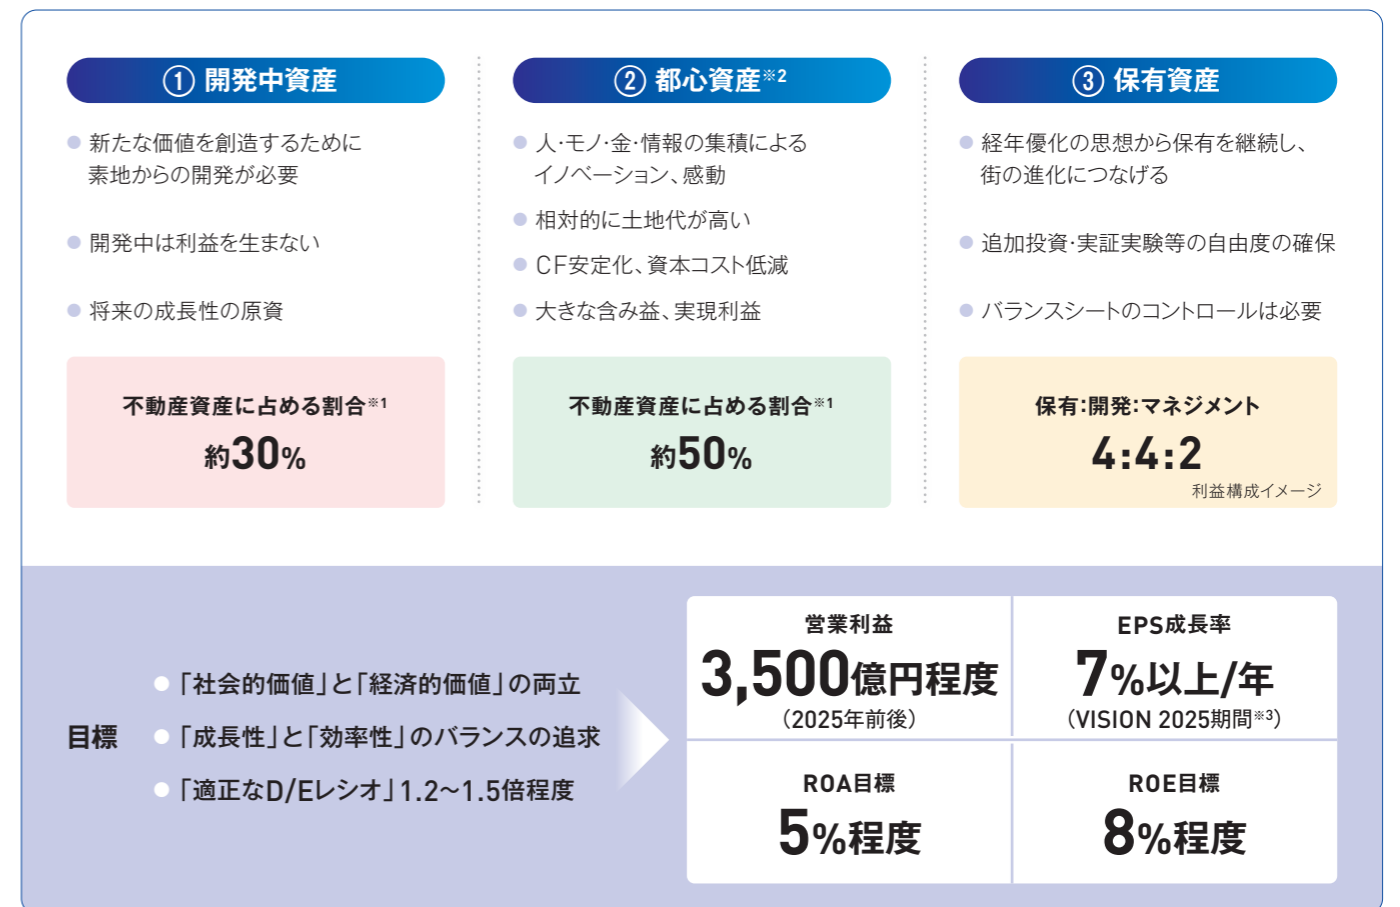 ① 開発中資産
● 新たな価値を創造するために
素地からの開発が必要
● 開発中は利益を生まない
● 将来の成長性の原資
不動産資産に占める割合※1
約30%
② 都心資産※2
● 人・モノ・金・情報の集積による
イノベーション、感動
● 相対的に土地代が高い
● CF安定化、資本コスト低減
● 大きな含み益、実現利益
不動産資産に占める割合※1
約50%
③ 保有資産
● 経年優化の思想から保有を継続し、
街の進化につなげる
● 追加投資・実証実験等の自由度の確保
● バランスシートのコントロールは必要
保有：開発：マネジメント
4:4:2
利益構成イメージ
目標
● 「社会的価値」と「経済的価値」の両立
● 「成長性」と「効率性」のバランスの追求
● 「適正なD/Eレシオ」1.2〜1.5倍程度
営業利益
3,500億円程度
（2025年前後）
EPS成長率
7%以上/年
（VISION 2025期間※3）
ROA目標
5%程度
ROE目標
8%程度